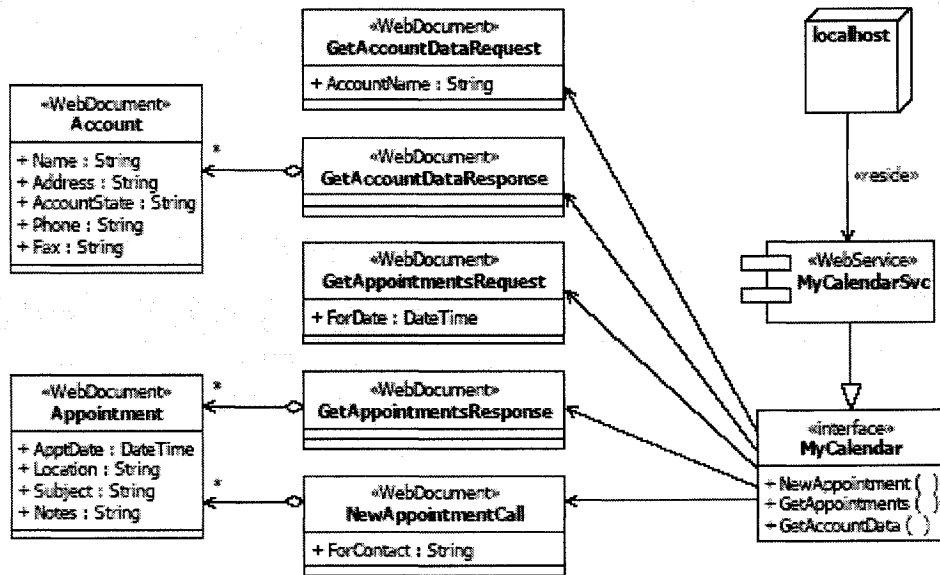 «WebDocument»
GetAccountDataRequest
+ AccountName : String
localhost
«WebDocument»
Account
+ Name : String
+ Address : String
+ AccountState : String
+ Phone : String
+ Fax : String
*
«WebDocument»
GetAccountDataResponse
«reside»
«WebDocument»
GetAppointmentsRequest
+ ForDate : DateTime
«WebService»
MyCalendarSvc
«WebDocument»
Appointment
+ ApptDate : DateTime
+ Location : String
+ Subject : String
+ Notes : String
*
«WebDocument»
GetAppointmentsResponse
*
«WebDocument»
NewAppointmentCall
+ ForContact : String
«interface»
MyCalendar
+ NewAppointment ( )
+ GetAppointments ( )
+ GetAccountData ( )